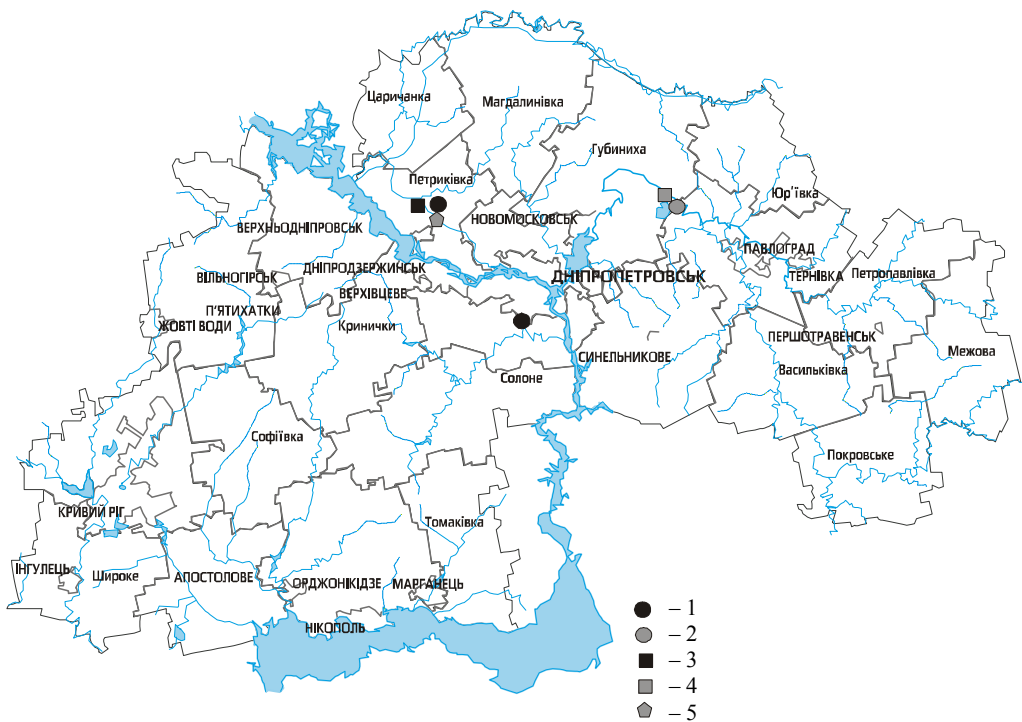 Царичанка
Магдалинівка
Губиниха
Петриківка
Юр'ївка
НОВОМОСКОВСЬК
ВЕРХНЬОДНІПРОВСЬК
ПАВЛОГРАД
ДНІПРОДЗЕРЖИНСЬК
ДНІПРОПЕТРОВСЬК
ТЕРНІВКА
Петропавлівка
ВІЛЬНОГІРСЬК
ВЕРХІВЦЕВЕ
П'ЯТИХАТКИ
ЖОВТІ ВОДИ
Кринички
ПЕРШОТРАВЕНСЬК
Межова
СИНЕЛЬНИКОВЕ
Васильківка
Солоне
Софіївка
Покровське
КРИВИЙ РІГ
Томаківка
ІНГУЛЕЦЬ
Широке
АПОСТОЛОВЕ
ОРДЖОНІКІДЗЕ
МАРГАНЕЦЬ
НІКОПОЛЬ
– 1
– 2
– 3
– 4
– 5